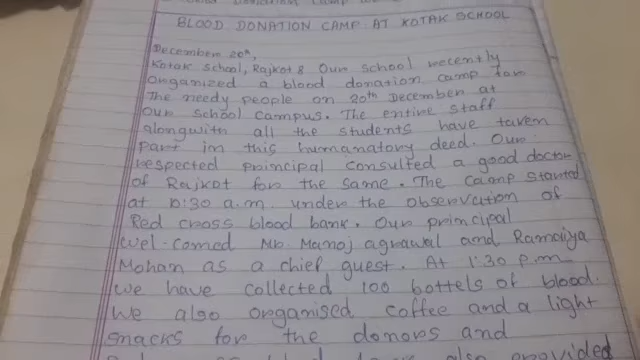 BLOOD DONATION CAMP AT KOTAK SCHOOL
December 20th,
Kotak School, Rajkot : Our School recently
organized a blood donation camp for
The needy people on 20th December at
Our school campus. The entire staff
alongwith all the students have taken
part in this humanatory deed. Our
respected principal consulted a good doctor
of Rajkot for the same. The Camp started
at 10:30 a.m. under the observation of
Red cross blood bank. Our principal
wel-comed Mr. Manoj agrawal and Ramaiya
Mohan as a chief guest. At 1:30 p.m
we have collected 100 bottels of blood.
We also organised coffee and a light
snacks for the donors and
also provided